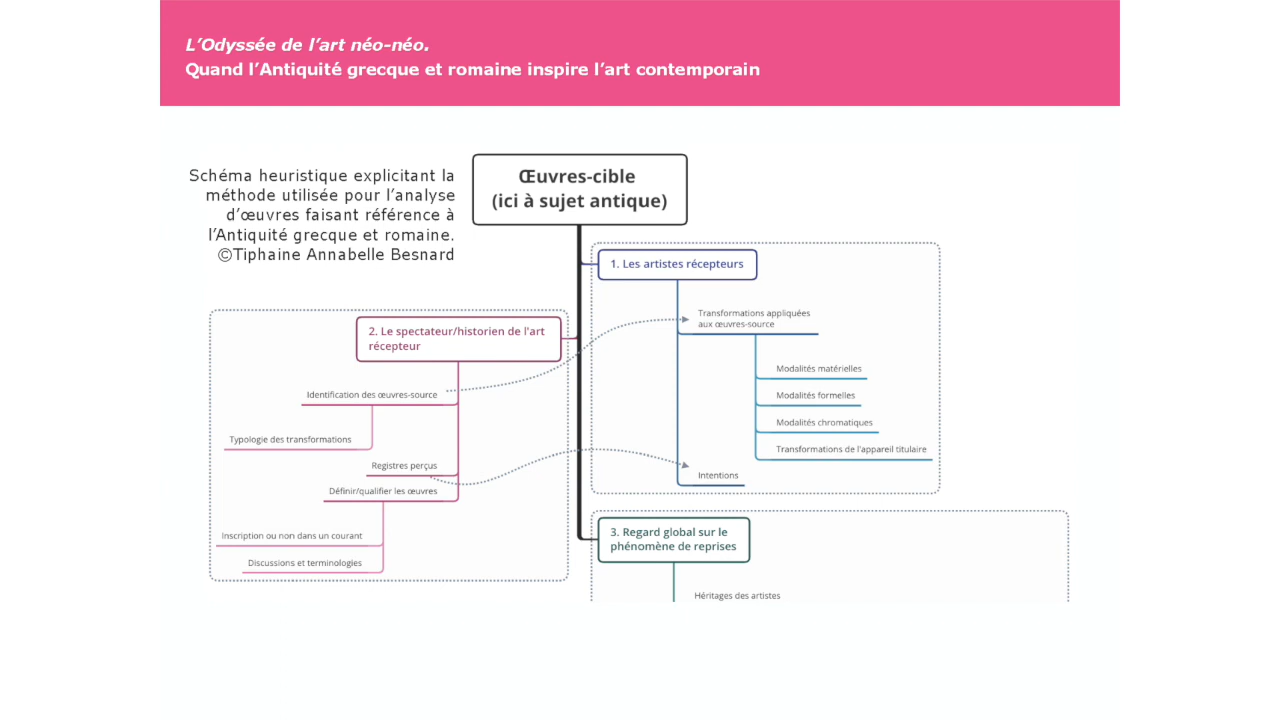 L'Odyssée de l'art néo-néo.
Quand l'Antiquité grecque et romaine inspire l'art contemporain
Schéma heuristique explicitant la
méthode utilisée pour l'analyse
d'œuvres faisant référence à
l'Antiquité grecque et romaine.
©Tiphaine Annabelle Besnard
Œuvres-cible
(ici à sujet antique)
1. Les artistes récepteurs
Transformations appliquées
aux œuvres-source
Modalités matérielles
Modalités formelles
Modalités chromatiques
Transformations de l'appareil titulaire
Intentions
2. Le spectateur/historien de l'art
récepteur
Identification des œuvres-source
Typologie des transformations
Registres perçus
Définir/qualifier les œuvres
Inscription ou non dans un courant
Discussions et terminologies
3. Regard global sur le
phénomène de reprises
Héritages des artistes